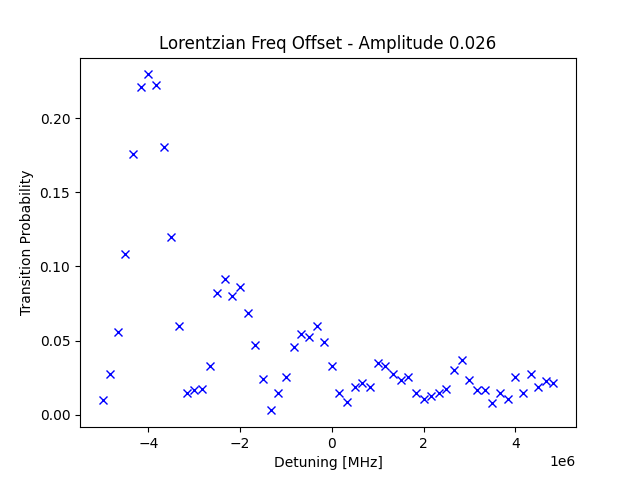 Lorentzian Freq Offset - Amplitude 0.026
Transition Probability
0.20
0.15
0.10
0.05
0.00
−4
−2
0
2
4
1e6
Detuning [MHz]